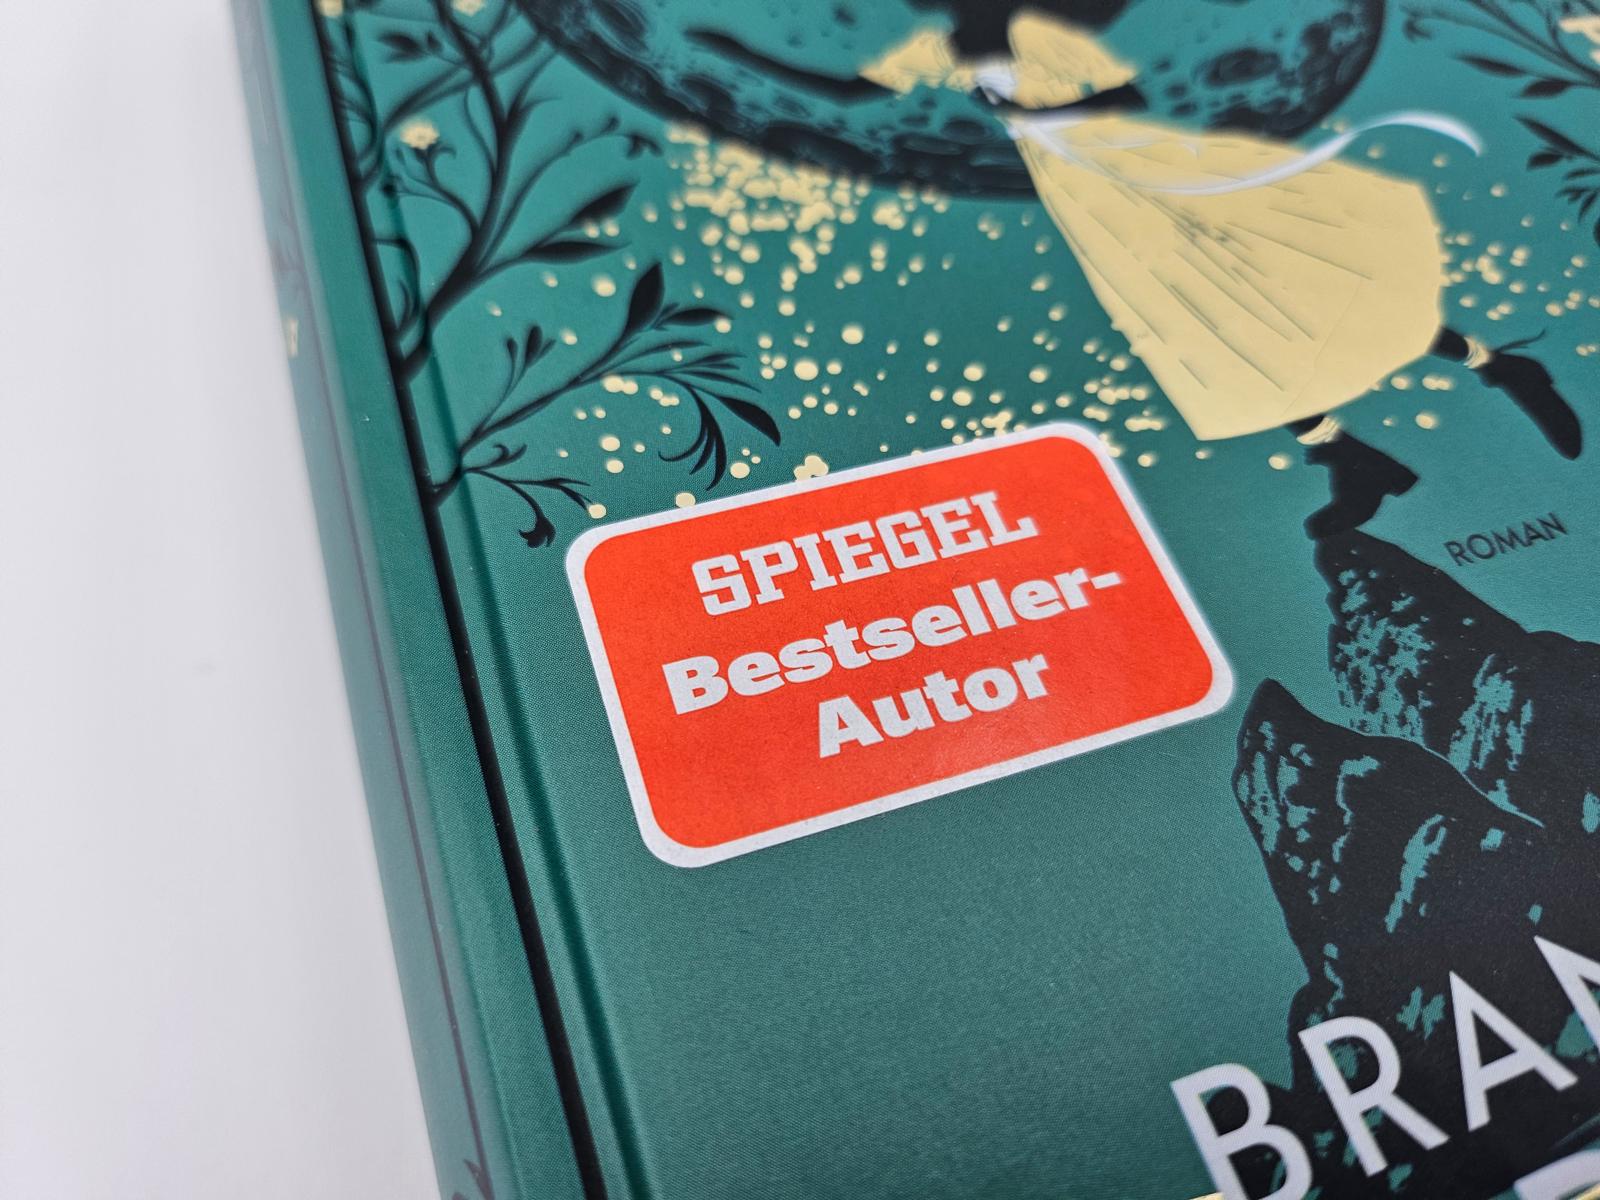 SPIEGEL
Bestseller-
Autor
ROMAN
BRAN